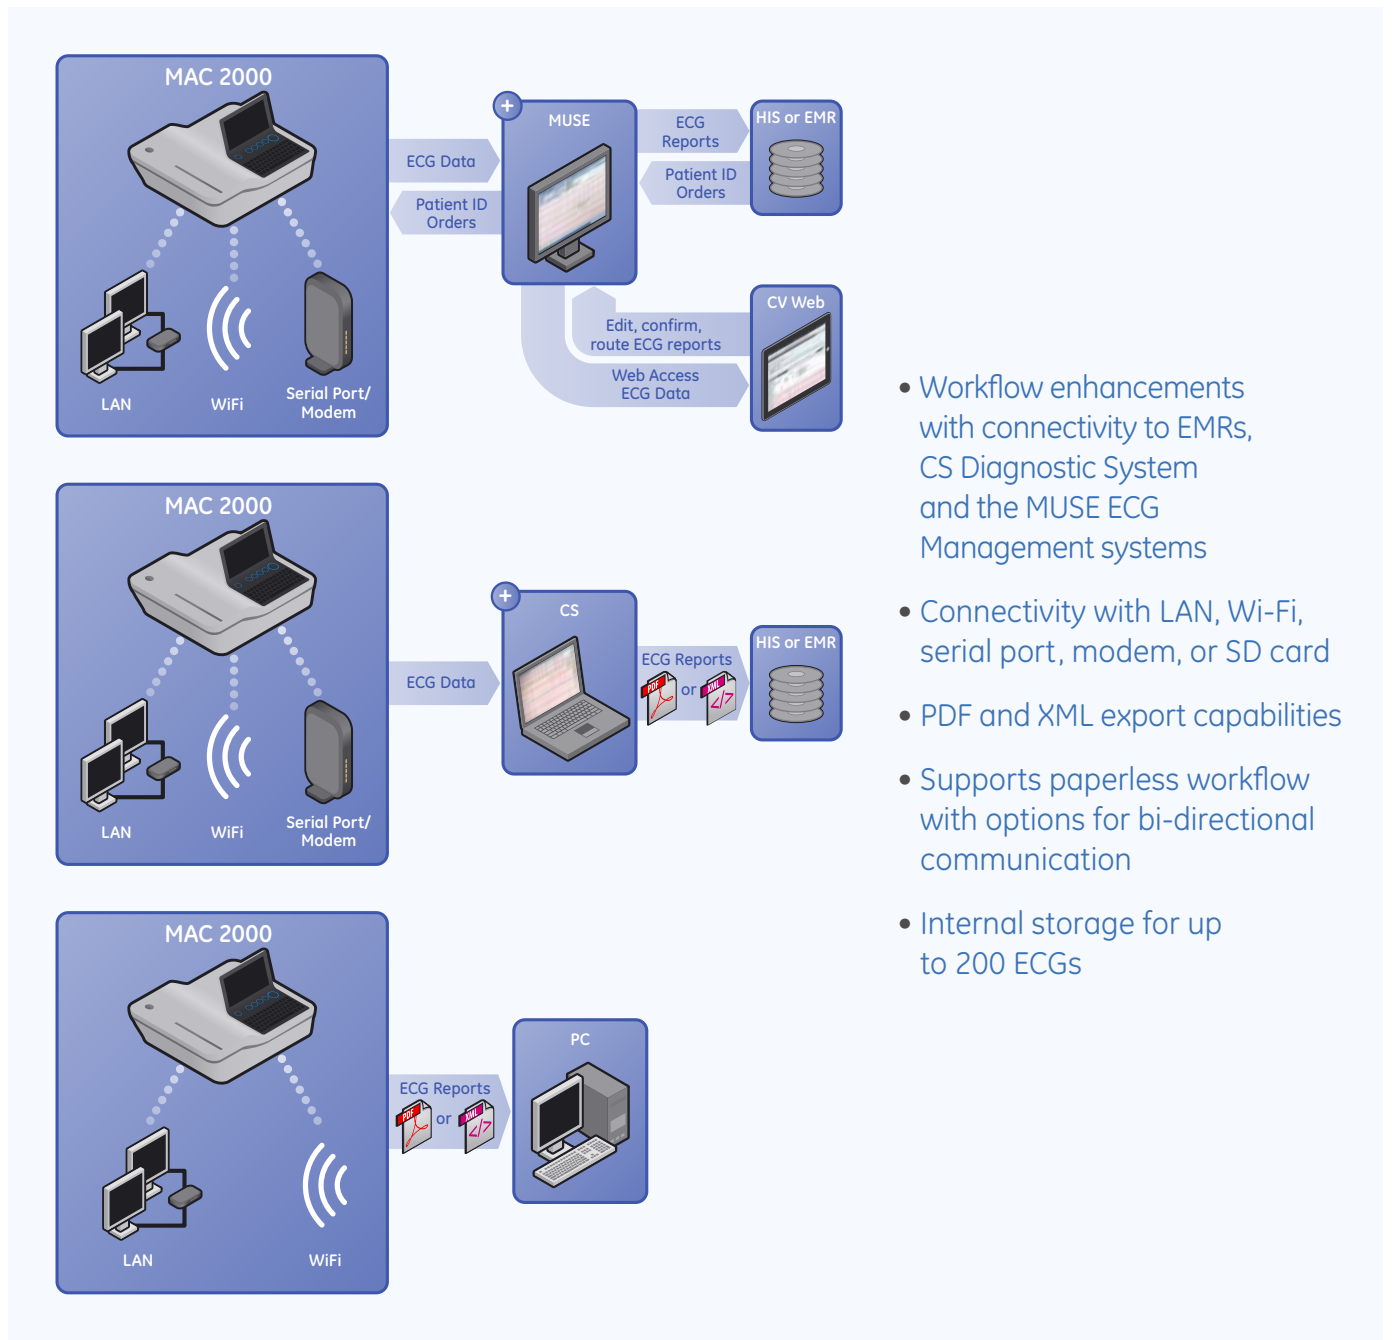 MAC 2000
LAN
WiFi
Serial Port/
Modem
ECG Data
Patient ID
Orders
+
MUSE
ECG
Reports
Patient ID
Orders
HIS or EMR
Edit, confirm,
route ECG reports
Web Access
ECG Data
CV Web
MAC 2000
LAN
WiFi
Serial Port/
Modem
ECG Data
+
CS
ECG Reports
PDF
or
XML
</>
HIS or EMR
MAC 2000
LAN
WiFi
ECG Reports
PDF
or
XML
</>
PC
• Workflow enhancements
with connectivity to EMRs,
CS Diagnostic System
and the MUSE ECG
Management systems
• Connectivity with LAN, Wi-Fi,
serial port, modem, or SD card
• PDF and XML export capabilities
• Supports paperless workflow
with options for bi-directional
communication
• Internal storage for up
to 200 ECGs